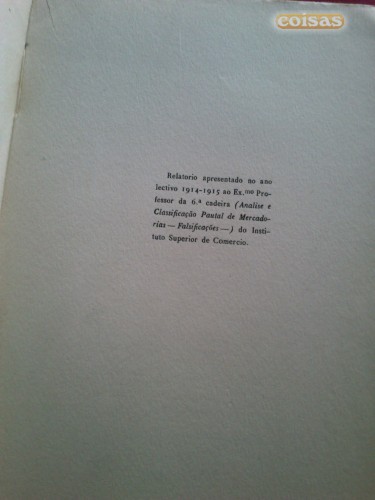 coisas
Relatorio apresentado no ano
lectivo 1914-1915 ao Ex.mo Pro-
fessor da 6.ª cadeira (Analise e
Classificação Pautal de Mercado-
rias — Falsificações —) do Insti-
tuto Superior de Comercio.